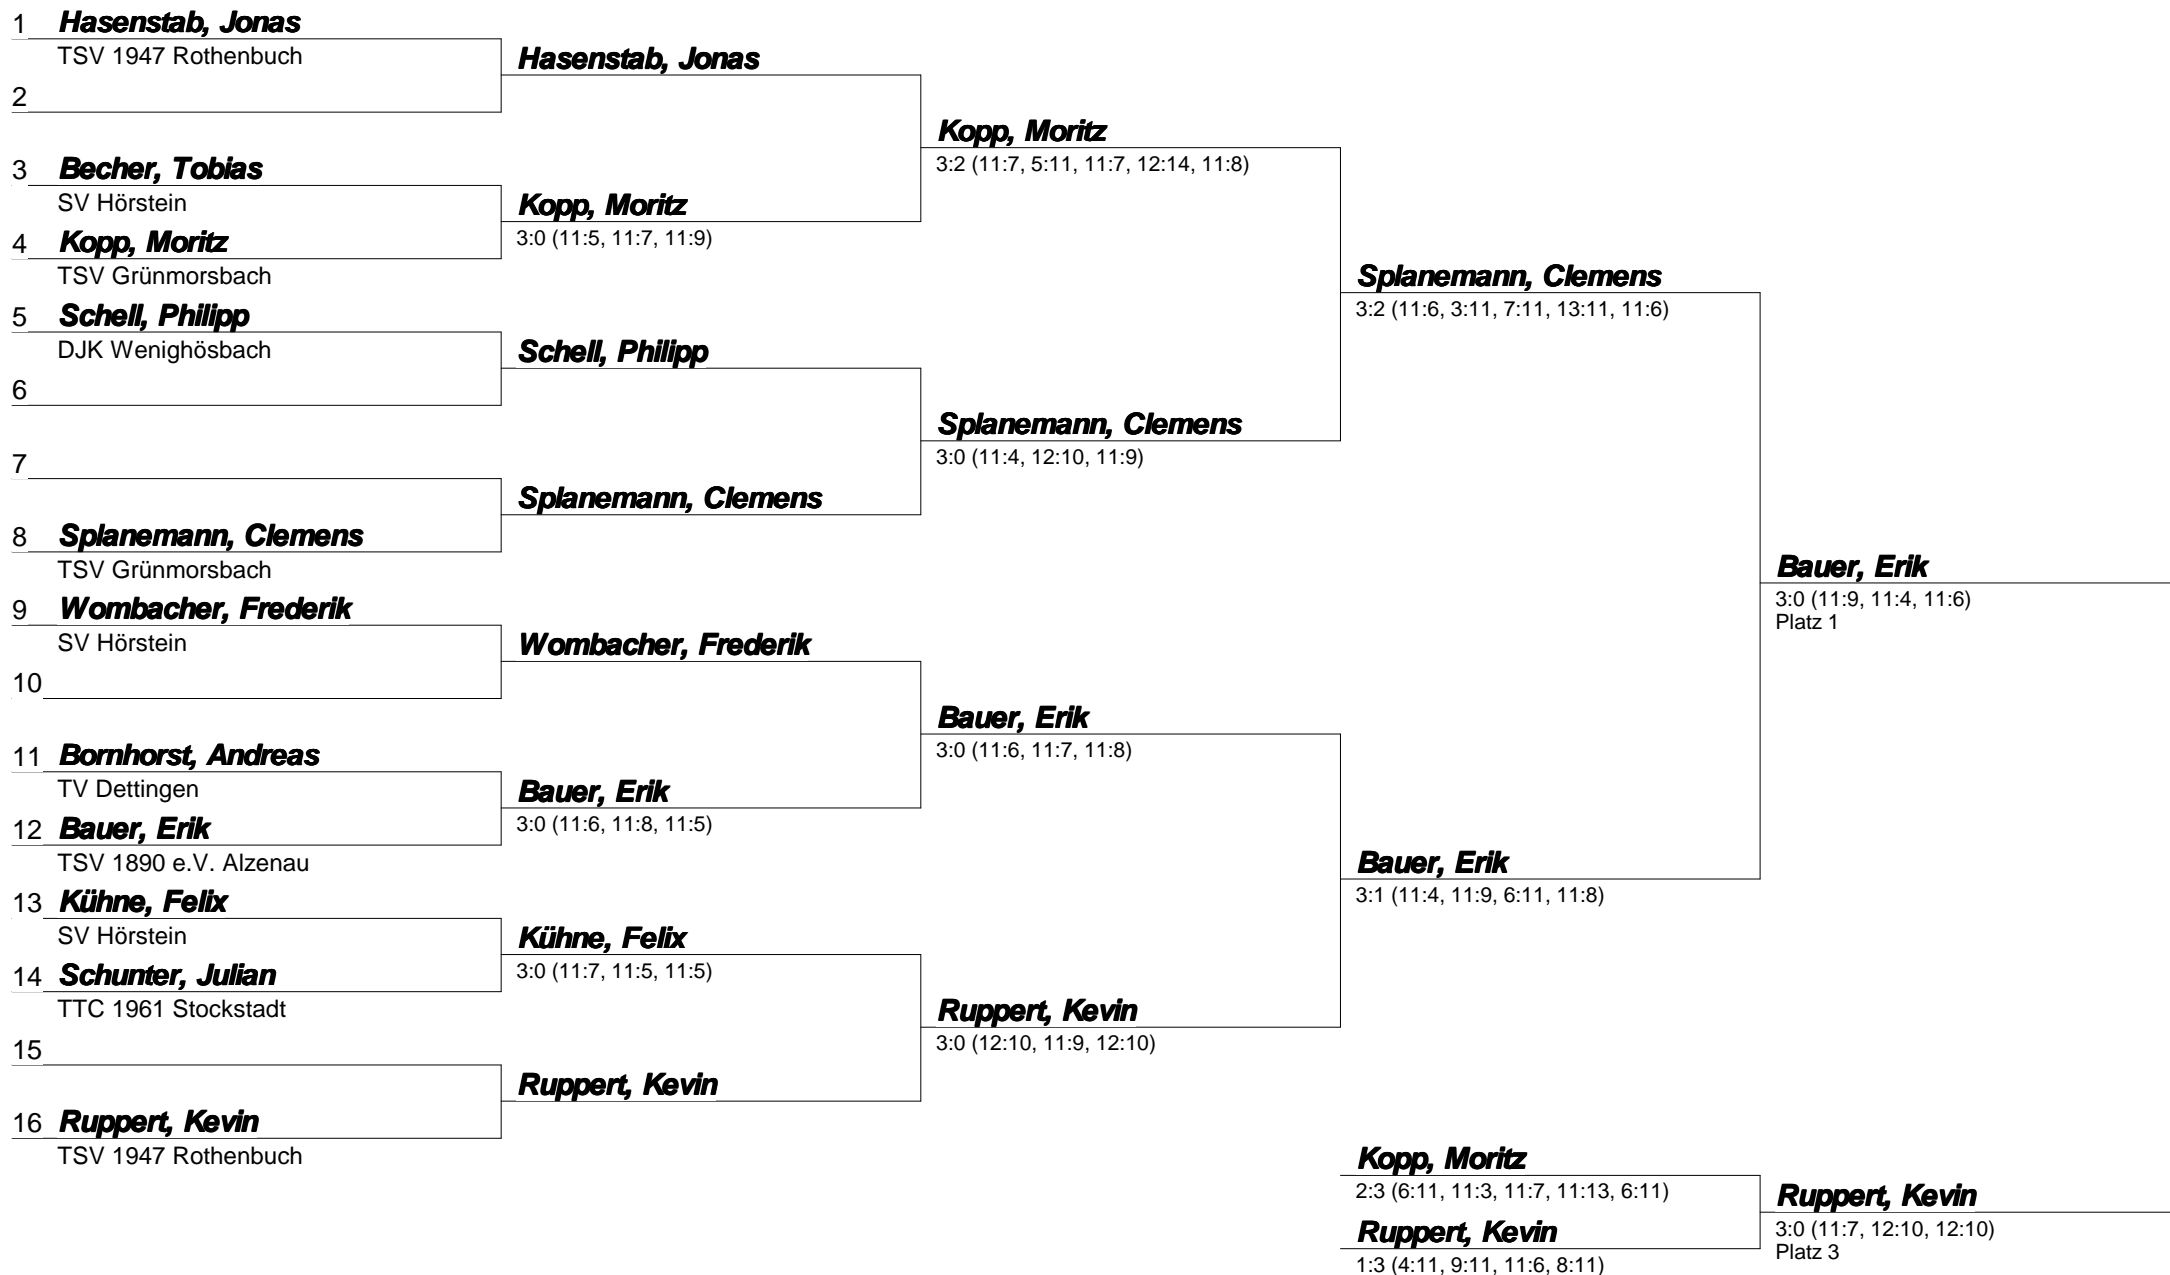 1 Hasenstab, Jonas
TSV 1947 Rothenbuch
2
3 Becher, Tobias
SV Hörstein
4 Kopp, Moritz
TSV Grünmorsbach
5 Schell, Philipp
DJK Wenighösbach
6
7
8 Splanemann, Clemens
TSV Grünmorsbach
9 Wombacher, Frederik
SV Hörstein
10
11 Bornhorst, Andreas
TV Dettingen
12 Bauer, Erik
TSV 1890 e.V. Alzenau
13 Kühne, Felix
SV Hörstein
14 Schunter, Julian
TTC 1961 Stockstadt
15
16 Ruppert, Kevin
TSV 1947 Rothenbuch
Hasenstab, Jonas
Kopp, Moritz
3:0 (11:5, 11:7, 11:9)
Schell, Philipp
Splanemann, Clemens
Wombacher, Frederik
Bauer, Erik
3:0 (11:6, 11:8, 11:5)
Kühne, Felix
3:0 (11:7, 11:5, 11:5)
Ruppert, Kevin
Kopp, Moritz
3:2 (11:7, 5:11, 11:7, 12:14, 11:8)
Splanemann, Clemens
3:0 (11:4, 12:10, 11:9)
Bauer, Erik
3:0 (11:6, 11:7, 11:8)
Ruppert, Kevin
3:0 (12:10, 11:9, 12:10)
Splanemann, Clemens
3:2 (11:6, 3:11, 7:11, 13:11, 11:6)
Bauer, Erik
3:1 (11:4, 11:9, 6:11, 11:8)
Bauer, Erik
3:0 (11:9, 11:4, 11:6)
Platz 1
Kopp, Moritz
2:3 (6:11, 11:3, 11:7, 11:13, 6:11)
Ruppert, Kevin
1:3 (4:11, 9:11, 11:6, 8:11)
Ruppert, Kevin
3:0 (11:7, 12:10, 12:10)
Platz 3